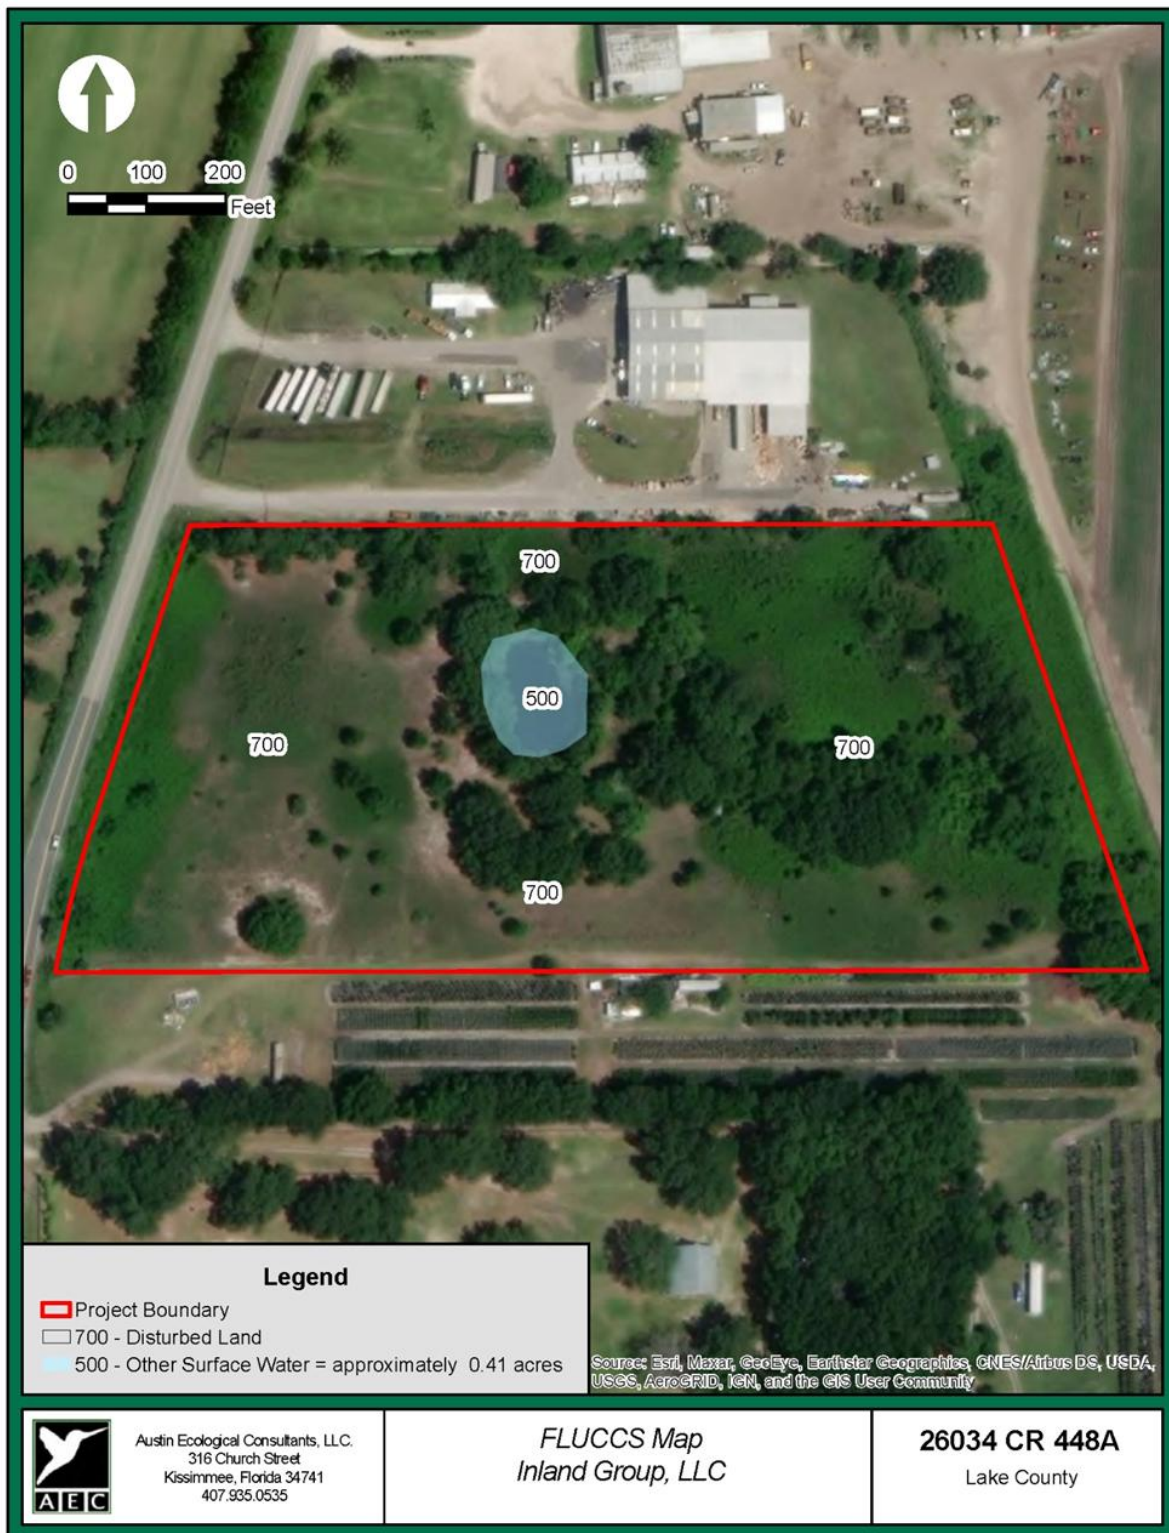 0 100 200
Feet
700
500
700
700
700
Legend
Project Boundary
700 - Disturbed Land
500 - Other Surface Water = approximately 0.41 acres
Source: Esri, Maxar, GeoEye, Earthstar Geographics, CNES/Airbus DS, USDA,
USGS, AeroGRID, IGN, and the GIS User Community
AEC
Austin Ecological Consultants, LLC.
316 Church Street
Kissimmee, Florida 34741
407.935.0535
FLUCCS Map
Inland Group, LLC
26034 CR 448A
Lake County